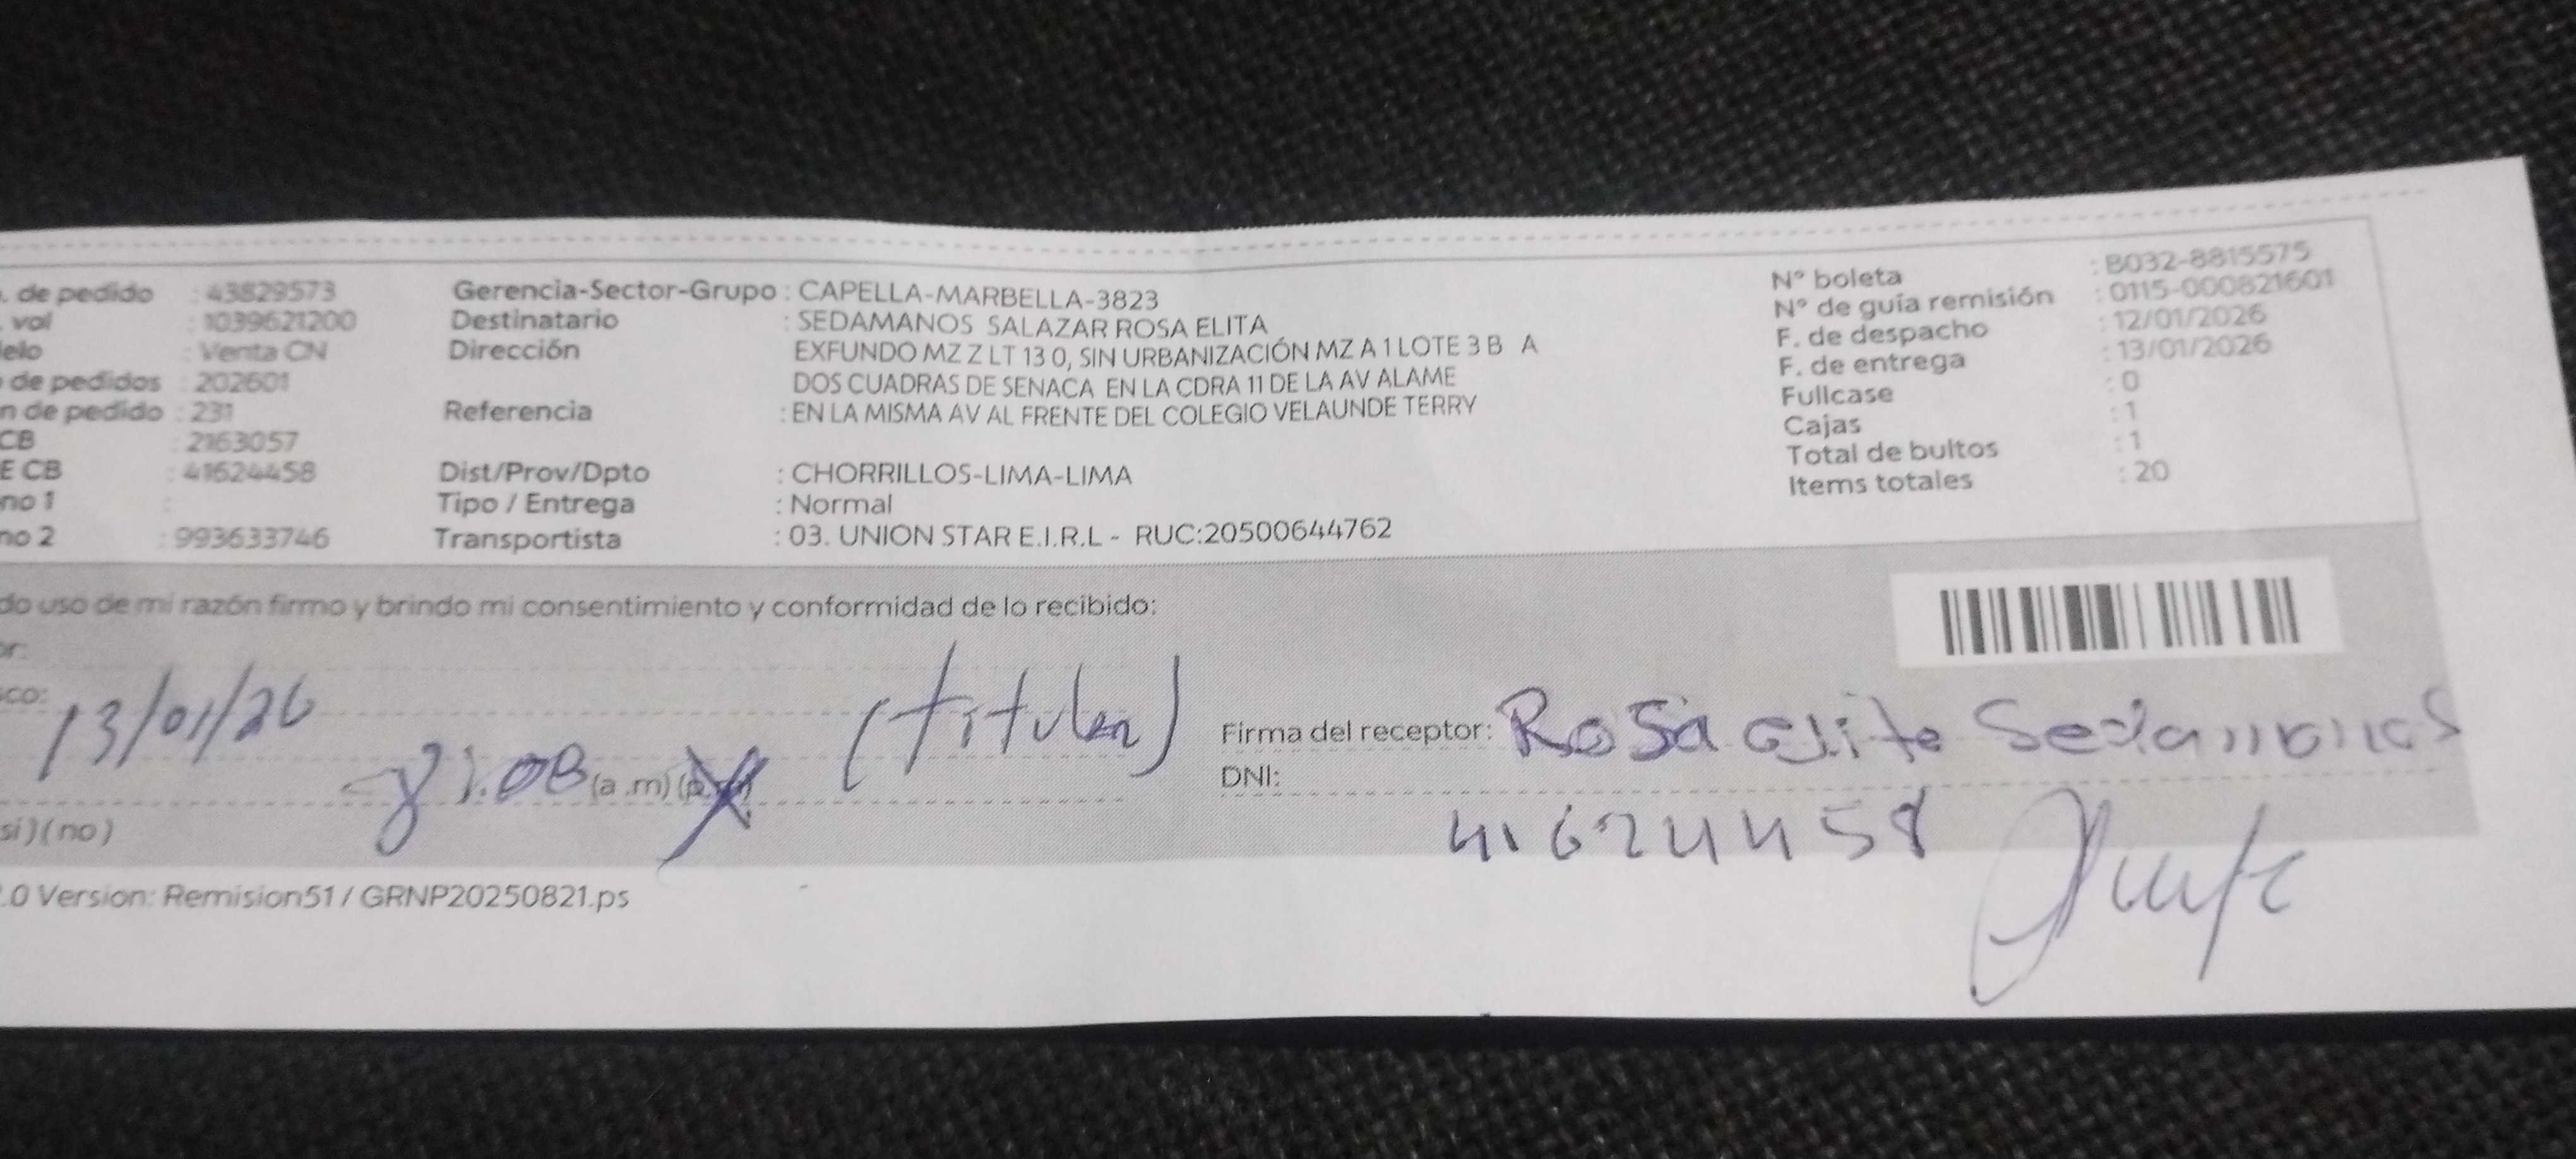 . de pedido : 43829573
. vol : 1039621200
elo : Venta CN
de pedidos : 202601
n de pedido : 231
CB : 2163057
E CB : 41624458
no 1 :
no 2 : 993633746
Gerencia-Sector-Grupo : CAPELLA-MARBELLA-3823
Destinatario : SEDAMANOS SALAZAR ROSA ELITA
Dirección EXFUNDO MZ Z LT 13 0, SIN URBANIZACIÓN MZ A 1 LOTE 3 B A
DOS CUADRAS DE SENACA EN LA CDRA 11 DE LA AV ALAME
Referencia : EN LA MISMA AV AL FRENTE DEL COLEGIO VELAUNDE TERRY
Dist/Prov/Dpto : CHORRILLOS-LIMA-LIMA
Tipo / Entrega : Normal
Transportista : 03. UNION STAR E.I.R.L - RUC:20500644762
N° boleta : B032-8815575
N° de guía remisión : 0115-000821601
F. de despacho : 12/01/2026
F. de entrega : 13/01/2026
Fullcase : 0
Cajas : 1
Total de bultos : 1
Items totales : 20
do uso de mi razón firmo y brindo mi consentimiento y conformidad de lo recibido:
or:
sco:
13/01/26
(titular)
(a .m)
si)(no)
Firma del receptor: Rosa elita Sedamanos
DNI:
41624458
.0 Version: Remision51 / GRNP20250821.ps